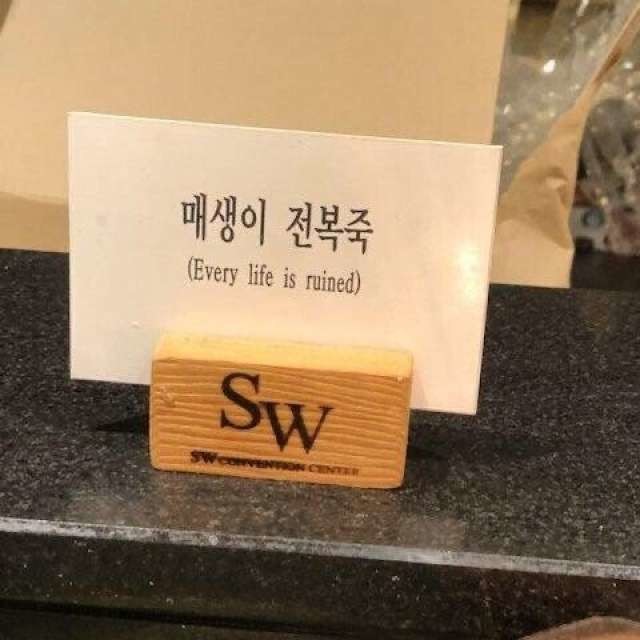 매생이 전복죽
(Every life is ruined)
SW
SW CONVENTION CENTER